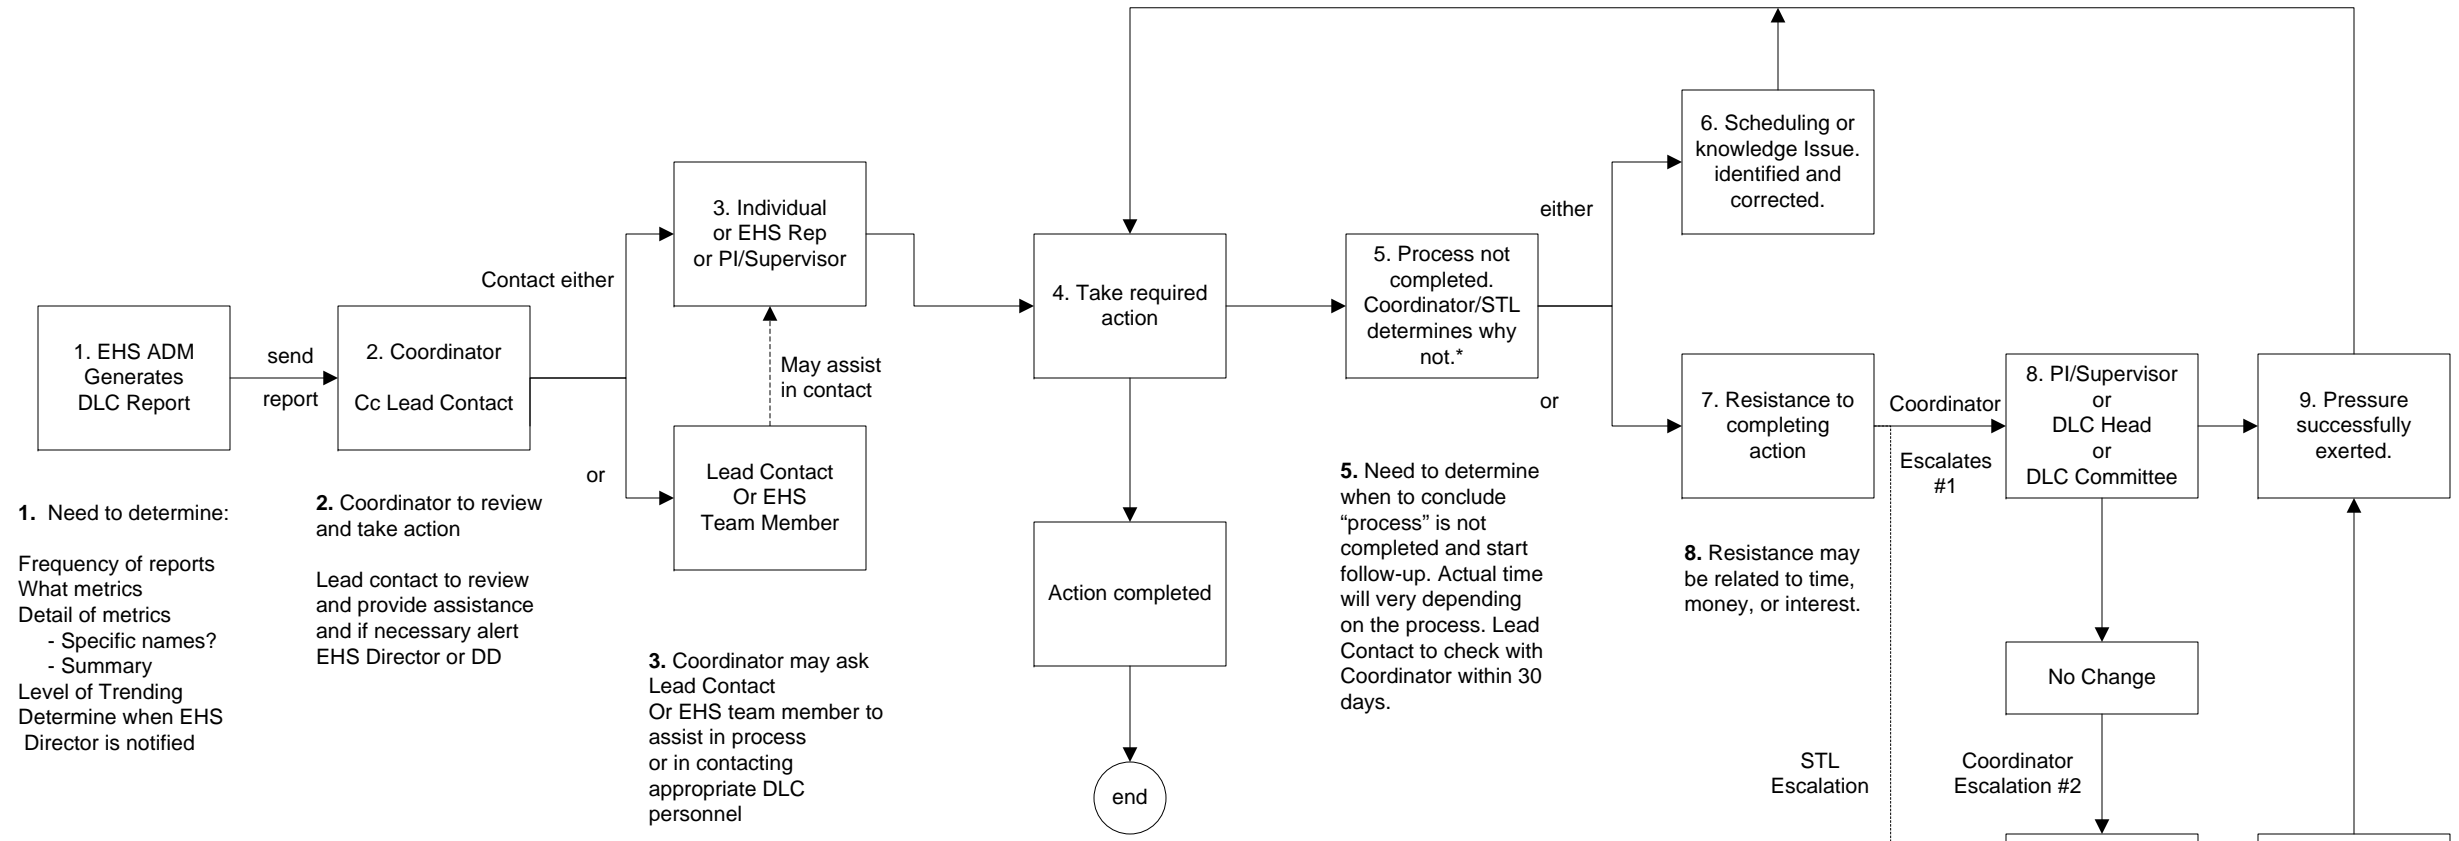 1. EHS ADM
Generates
DLC Report
send
report
2. Coordinator
Cc Lead Contact
Contact either
or
3. Individual
or EHS Rep
or PI/Supervisor
May assist
in contact
Lead Contact
Or EHS
Team Member
4. Take required
action
Action completed
end
5. Process not
completed.
Coordinator/STL
determines why
not.*
either
or
6. Scheduling or
knowledge Issue.
identified and
corrected.
7. Resistance to
completing
action
Coordinator
Escalates
#1
8. PI/Supervisor
or
DLC Head
or
DLC Committee
9. Pressure
successfully
exerted.
No Change
STL
Escalation
Coordinator
Escalation #2
1. Need to determine:
Frequency of reports
What metrics
Detail of metrics
- Specific names?
- Summary
Level of Trending
Determine when EHS
Director is notified
2. Coordinator to review
and take action
Lead contact to review
and provide assistance
and if necessary alert
EHS Director or DD
3. Coordinator may ask
Lead Contact
Or EHS team member to
assist in process
or in contacting
appropriate DLC
personnel
5. Need to determine
when to conclude
“process” is not
completed and start
follow-up. Actual time
will very depending
on the process. Lead
Contact to check with
Coordinator within 30
days.
8. Resistance may
be related to time,
money, or interest.